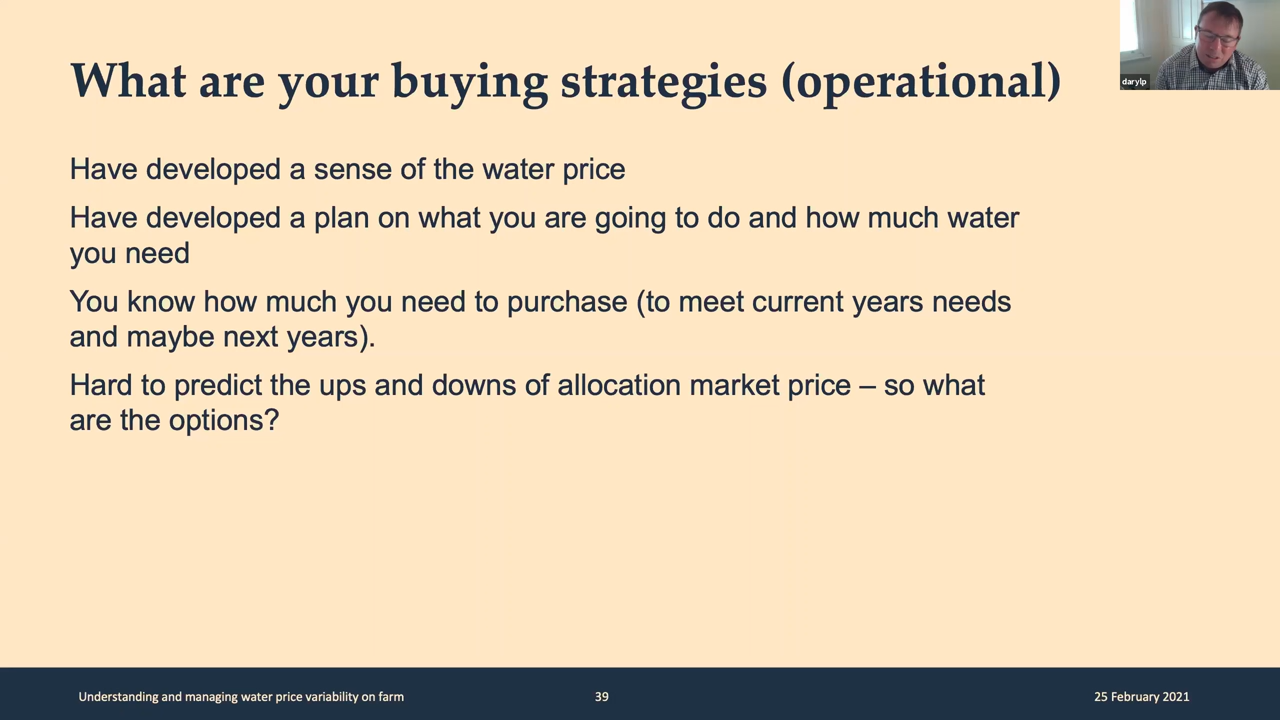 What are your buying strategies (operational)
darylp
Have developed a sense of the water price
Have developed a plan on what you are going to do and how much water
you need
You know how much you need to purchase (to meet current years needs
and maybe next years).
Hard to predict the ups and downs of allocation market price – so what
are the options?
Understanding and managing water price variability on farm
39
25 February 2021